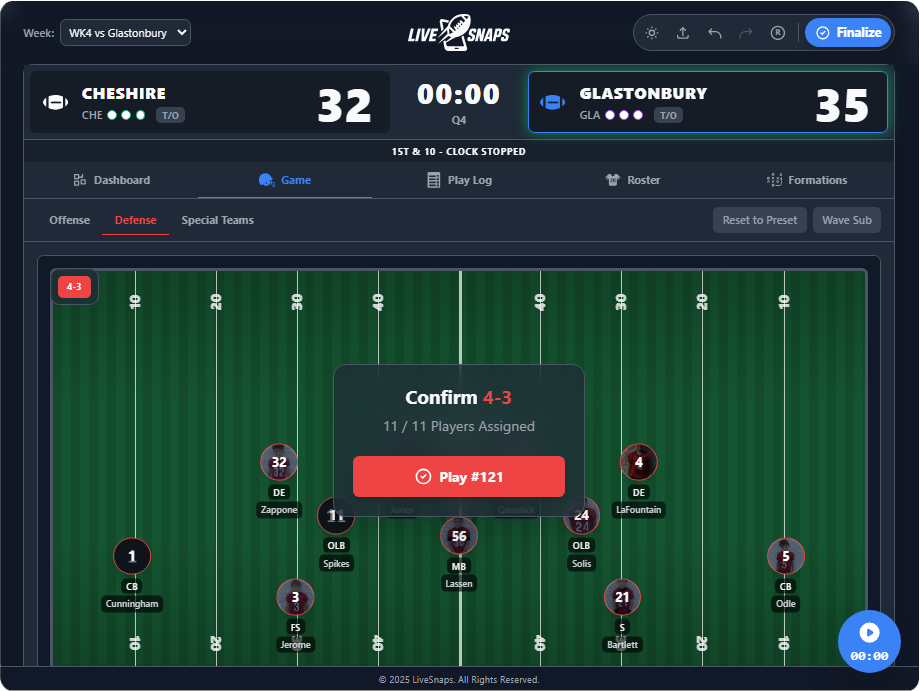 Week: WK4 vs Glastonbury
LIVE SNAPS
R
Finalize
CHESHIRE
CHE T/O
32
00:00
Q4
GLASTONBURY
GLA T/O
35
1ST & 10 - CLOCK STOPPED
Dashboard Game Play Log Roster Formations
Offense Defense Special Teams
Reset to Preset Wave Sub
4-3
10 20 30 40 40 30 20 10
Confirm 4-3
11 / 11 Players Assigned
Play #121
32
DE
Zappone
4
DE
LaFountain
Jones
Quontick
11
OLB
Spikes
24
OLB
Solis
56
MB
Lassen
1
CB
Cunningham
5
CB
Odle
3
FS
Jerome
21
S
Bartlett
10 20 30 40 40 30 20 10
00:00
© 2025 LiveSnaps. All Rights Reserved.